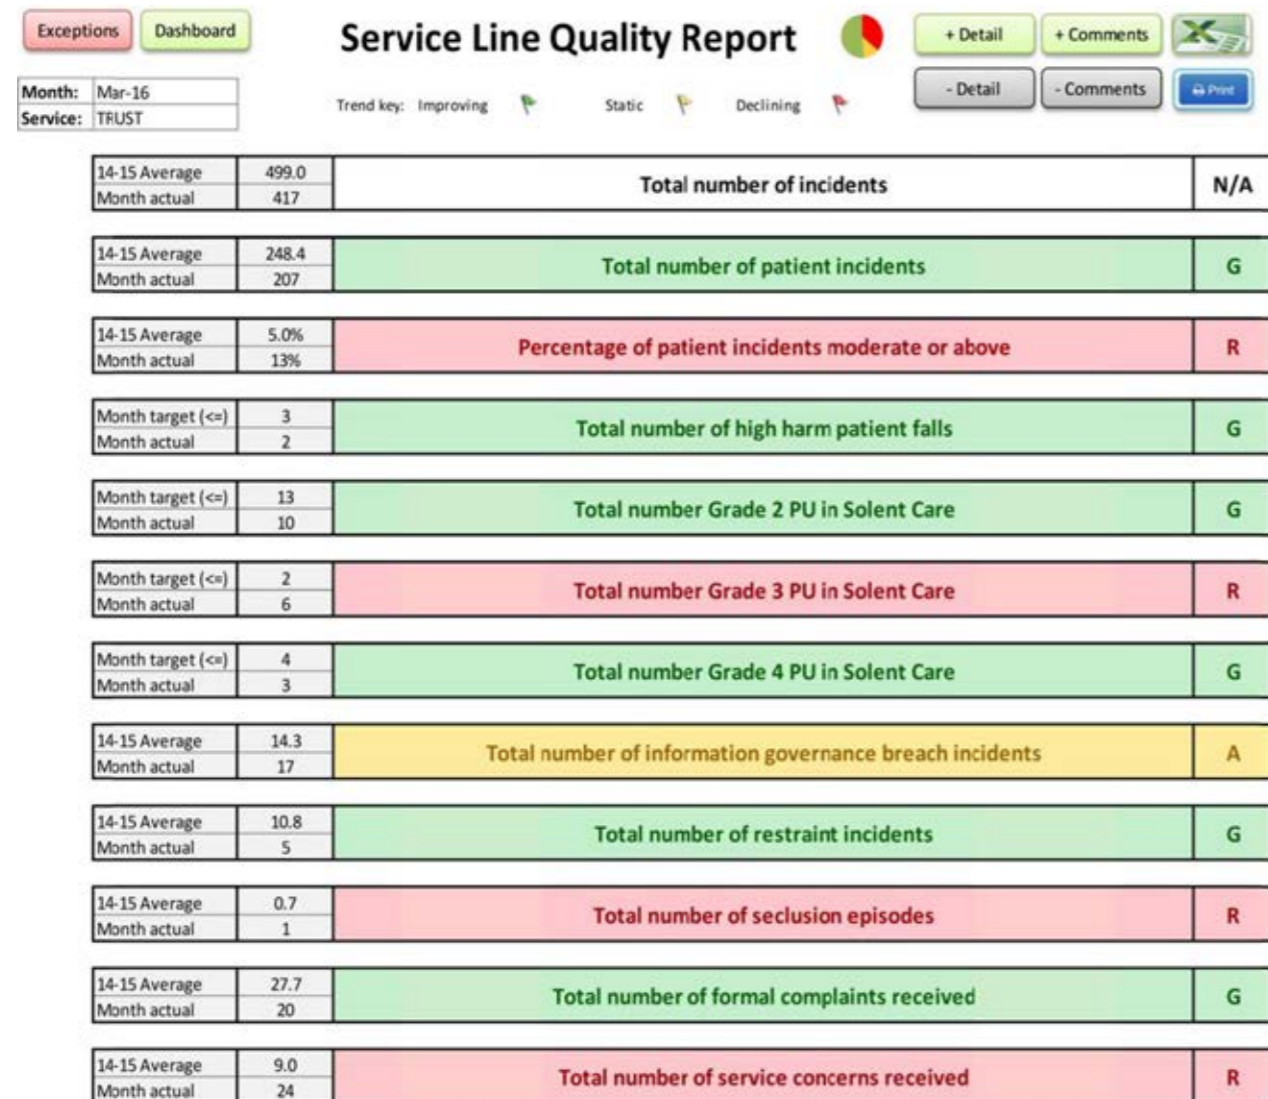 Exceptions Dashboard Service Line Quality Report + Detail + Comments
Month: Mar-16 Trend key: Improving Static Declining - Detail - Comments Print
Service: TRUST
14-15 Average 499.0 Total number of incidents N/A
Month actual 417
14-15 Average 248.4 Total number of patient incidents G
Month actual 207
14-15 Average 5.0% Percentage of patient incidents moderate or above R
Month actual 13%
Month target (<=) 3 Total number of high harm patient falls G
Month actual 2
Month target (<=) 13 Total number Grade 2 PU in Solent Care G
Month actual 10
Month target (<=) 2 Total number Grade 3 PU in Solent Care R
Month actual 6
Month target (<=) 4 Total number Grade 4 PU in Solent Care G
Month actual 3
14-15 Average 14.3 Total number of information governance breach incidents A
Month actual 17
14-15 Average 10.8 Total number of restraint incidents G
Month actual 5
14-15 Average 0.7 Total number of seclusion episodes R
Month actual 1
14-15 Average 27.7 Total number of formal complaints received G
Month actual 20
14-15 Average 9.0 Total number of service concerns received R
Month actual 24